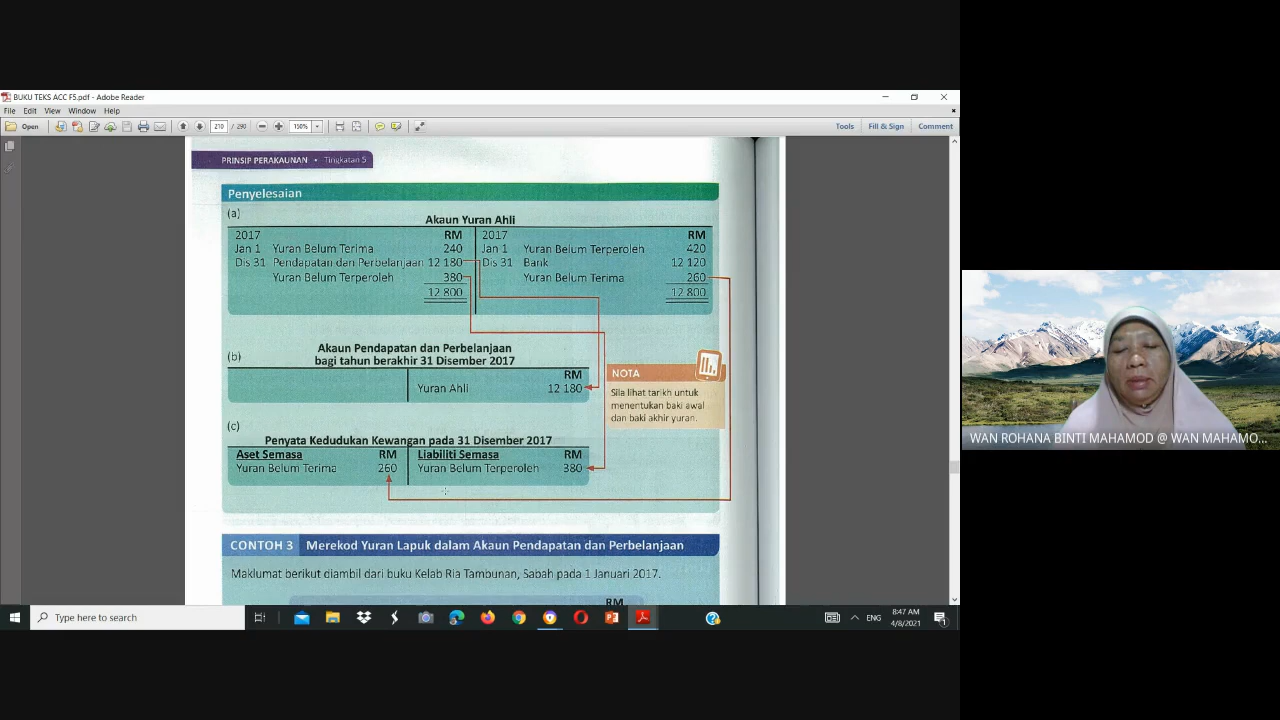 BUKU TEKS ACC F5.pdf - Adobe Reader
File Edit View Window Help
Open 210 / 290 150% Tools Fill & Sign Comment
PRINSIP PERAKAUNAN • Tingkatan 5
Penyelesaian
(a)
Akaun Yuran Ahli
2017 RM 2017 RM
Jan 1 Yuran Belum Terima 240 Jan 1 Yuran Belum Terperoleh 420
Dis 31 Pendapatan dan Perbelanjaan 12 180 Dis 31 Bank 12 120
Yuran Belum Terperoleh 380 Yuran Belum Terima 260
12 800 12 800
(b)
Akaun Pendapatan dan Perbelanjaan
bagi tahun berakhir 31 Disember 2017
RM
Yuran Ahli 12 180
NOTA
Sila lihat tarikh untuk
menentukan baki awal
dan baki akhir yuran.
(c)
Penyata Kedudukan Kewangan pada 31 Disember 2017
Aset Semasa RM Liabiliti Semasa RM
Yuran Belum Terima 260 Yuran Belum Terperoleh 380
CONTOH 3 Merekod Yuran Lapuk dalam Akaun Pendapatan dan Perbelanjaan
Maklumat berikut diambil dari buku Kelab Ria Tambunan, Sabah pada 1 Januari 2017.
RM
Type here to search
ENG
8:47 AM
4/8/2021
WAN ROHANA BINTI MAHAMOD @ WAN MAHAMO...